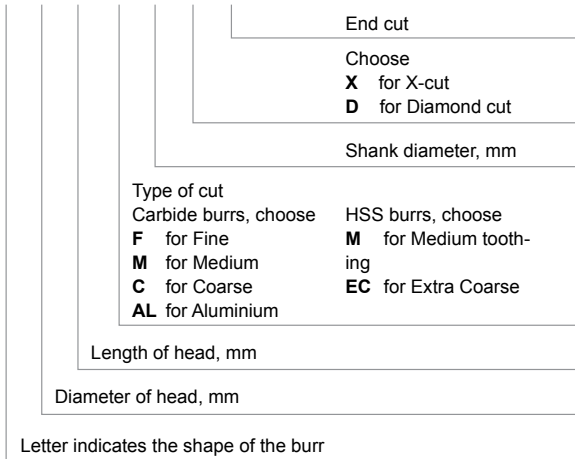 End cut
Choose
X for X-cut
D for Diamond cut
Shank diameter, mm
Type of cut
Carbide burrs, choose
F for Fine
M for Medium
C for Coarse
AL for Aluminium
HSS burrs, choose
M for Medium tooth-
ing
EC for Extra Coarse
Length of head, mm
Diameter of head, mm
Letter indicates the shape of the burr